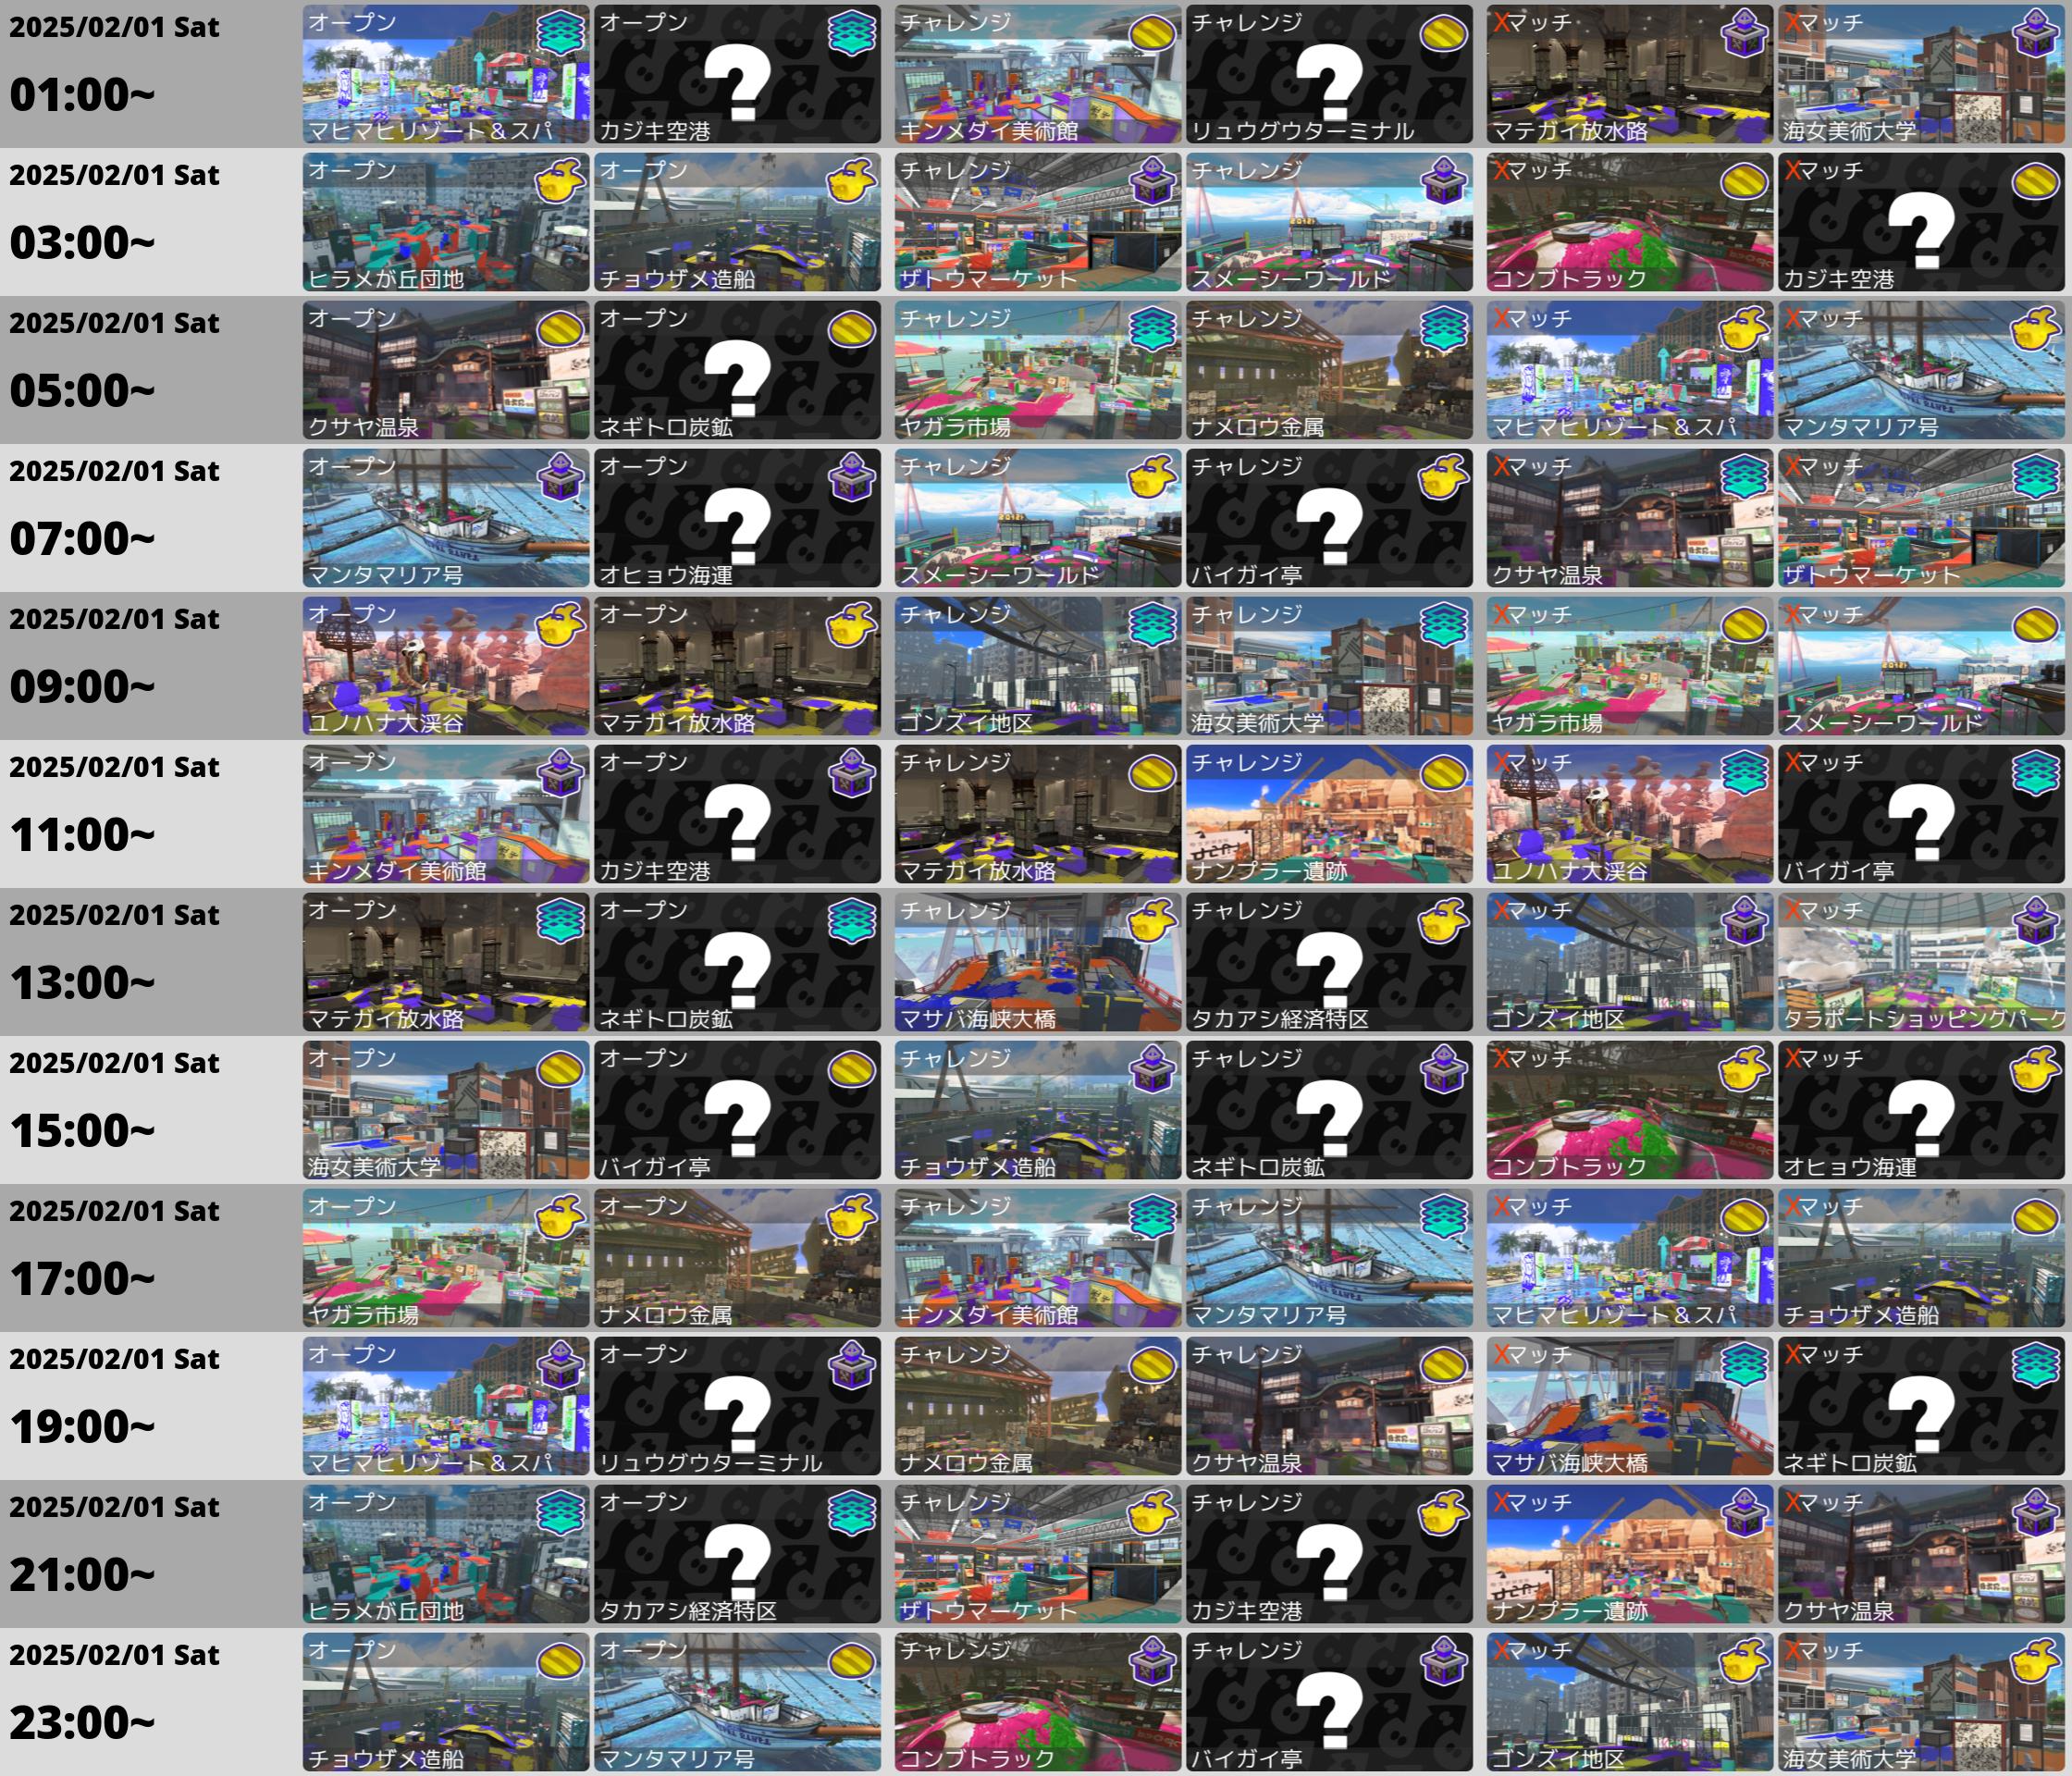 2025/02/01 Sat
01:00~
オープン
マヒマヒリゾート＆スパ
オープン
カジキ空港
チャレンジ
キンメダイ美術館
チャレンジ
リュウグウターミナル
Xマッチ
マテガイ放水路
Xマッチ
海女美術大学
2025/02/01 Sat
03:00~
オープン
ヒラメが丘団地
オープン
チョウザメ造船
チャレンジ
ザトウマーケット
チャレンジ
スメーシーワールド
Xマッチ
コンブトラック
Xマッチ
カジキ空港
2025/02/01 Sat
05:00~
オープン
クサヤ温泉
オープン
ネギトロ炭鉱
チャレンジ
ヤガラ市場
チャレンジ
ナメロウ金属
Xマッチ
マヒマヒリゾート＆スパ
Xマッチ
マンタマリア号
2025/02/01 Sat
07:00~
オープン
マンタマリア号
オープン
オヒョウ海運
チャレンジ
スメーシーワールド
チャレンジ
バイガイ亭
Xマッチ
クサヤ温泉
Xマッチ
ザトウマーケット
2025/02/01 Sat
09:00~
オープン
ユノハナ大渓谷
オープン
マテガイ放水路
チャレンジ
ゴンズイ地区
チャレンジ
海女美術大学
Xマッチ
ヤガラ市場
Xマッチ
スメーシーワールド
2025/02/01 Sat
11:00~
オープン
キンメダイ美術館
オープン
カジキ空港
チャレンジ
マテガイ放水路
チャレンジ
ナンプラー遺跡
Xマッチ
ユノハナ大渓谷
Xマッチ
バイガイ亭
2025/02/01 Sat
13:00~
オープン
マテガイ放水路
オープン
ネギトロ炭鉱
チャレンジ
マサバ海峡大橋
チャレンジ
タカアシ経済特区
Xマッチ
ゴンズイ地区
Xマッチ
タラポートショッピングパーク
2025/02/01 Sat
15:00~
オープン
海女美術大学
オープン
バイガイ亭
チャレンジ
チョウザメ造船
チャレンジ
ネギトロ炭鉱
Xマッチ
コンブトラック
Xマッチ
オヒョウ海運
2025/02/01 Sat
17:00~
オープン
ヤガラ市場
オープン
ナメロウ金属
チャレンジ
キンメダイ美術館
チャレンジ
マンタマリア号
Xマッチ
マヒマヒリゾート＆スパ
Xマッチ
チョウザメ造船
2025/02/01 Sat
19:00~
オープン
マヒマヒリゾート＆スパ
オープン
リュウグウターミナル
チャレンジ
ナメロウ金属
チャレンジ
クサヤ温泉
Xマッチ
マサバ海峡大橋
Xマッチ
ネギトロ炭鉱
2025/02/01 Sat
21:00~
オープン
ヒラメが丘団地
オープン
タカアシ経済特区
チャレンジ
ザトウマーケット
チャレンジ
カジキ空港
Xマッチ
ナンプラー遺跡
Xマッチ
クサヤ温泉
2025/02/01 Sat
23:00~
オープン
チョウザメ造船
オープン
マンタマリア号
チャレンジ
コンブトラック
チャレンジ
バイガイ亭
Xマッチ
ゴンズイ地区
Xマッチ
海女美術大学